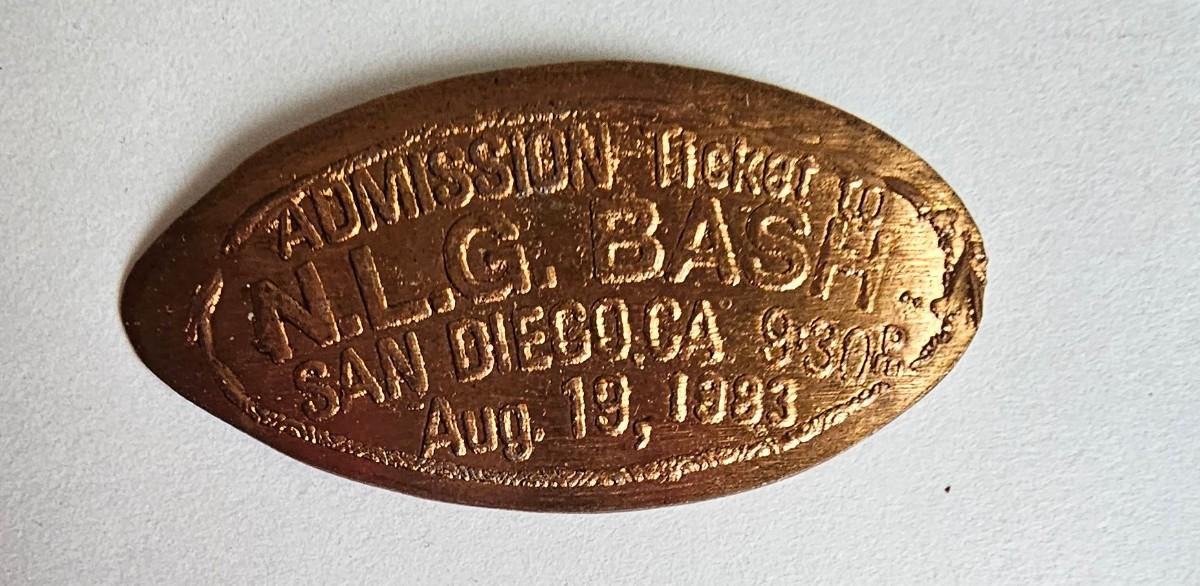 ADMISSION Ticket to
N.L.G. BASH
SAN DIEGO, CA 9:30P
Aug. 19, 1983